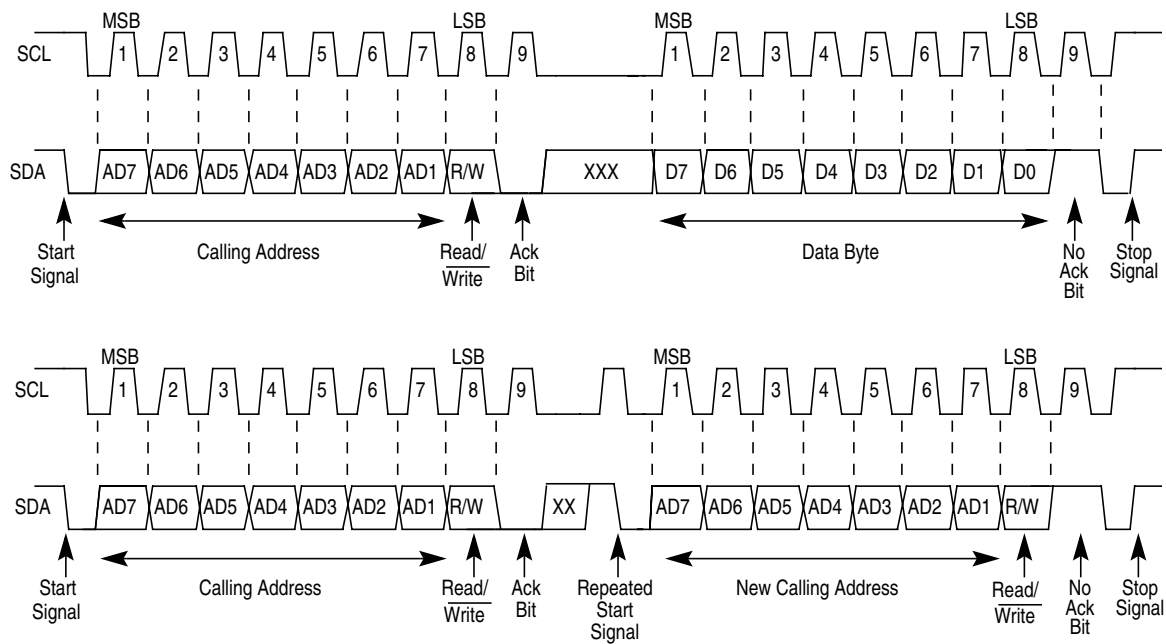 MSB LSB MSB LSB
SCL 1 2 3 4 5 6 7 8 9 1 2 3 4 5 6 7 8 9
SDA AD7 AD6 AD5 AD4 AD3 AD2 AD1 R/W XXX D7 D6 D5 D4 D3 D2 D1 D0
Start Signal
Calling Address
Read/
Write
Ack
Bit
Data Byte
No
Ack
Bit
Stop
Signal
MSB LSB MSB LSB
SCL 1 2 3 4 5 6 7 8 9 1 2 3 4 5 6 7 8 9
SDA AD7 AD6 AD5 AD4 AD3 AD2 AD1 R/W XX AD7 AD6 AD5 AD4 AD3 AD2 AD1 R/W
Start
Signal
Calling Address
Read/
Write
Ack
Bit
Repeated
Start
Signal
New Calling Address
Read/
Write
No
Ack
Bit
Stop Signal